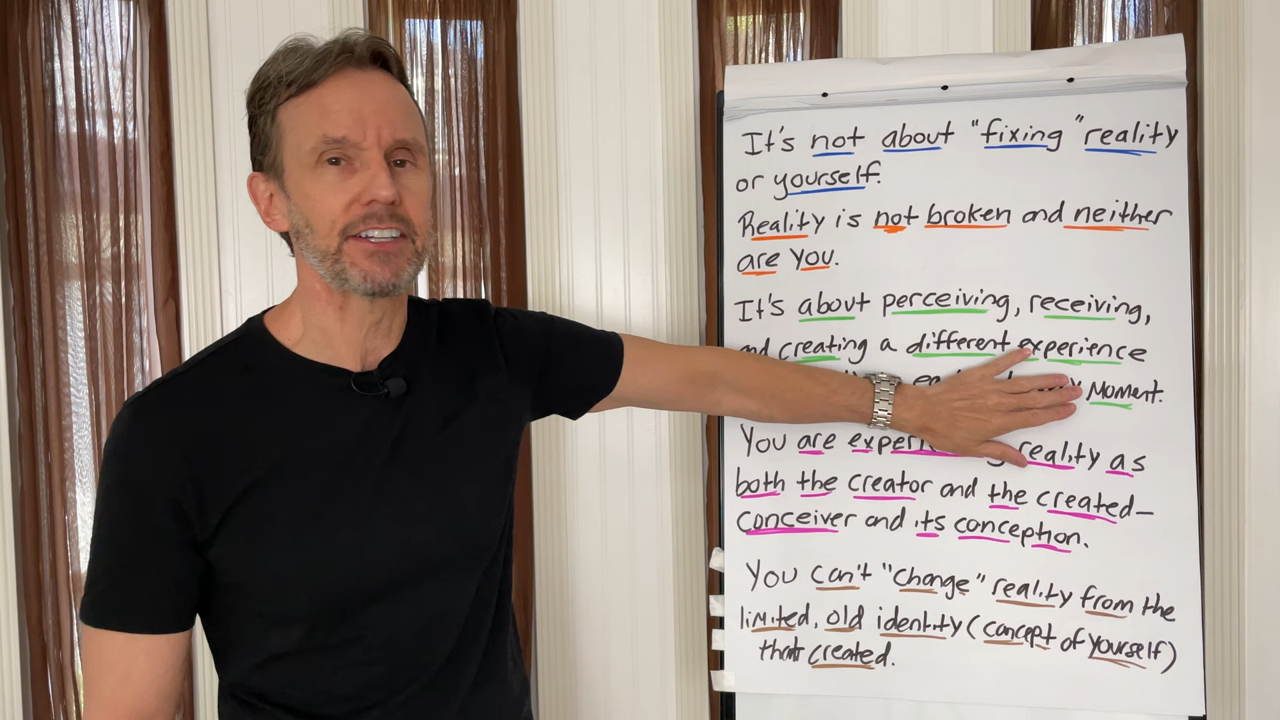 It's not about "fixing" reality
or yourself.
Reality is not broken and neither
are You.
It's about perceiving, receiving,
and creating a different experience
Moment.
You are experiencing reality as
both the creator and the created—
conceiver and its conception.
You can't "change" reality from the
limited, old identity (concept of yourself)
that created.